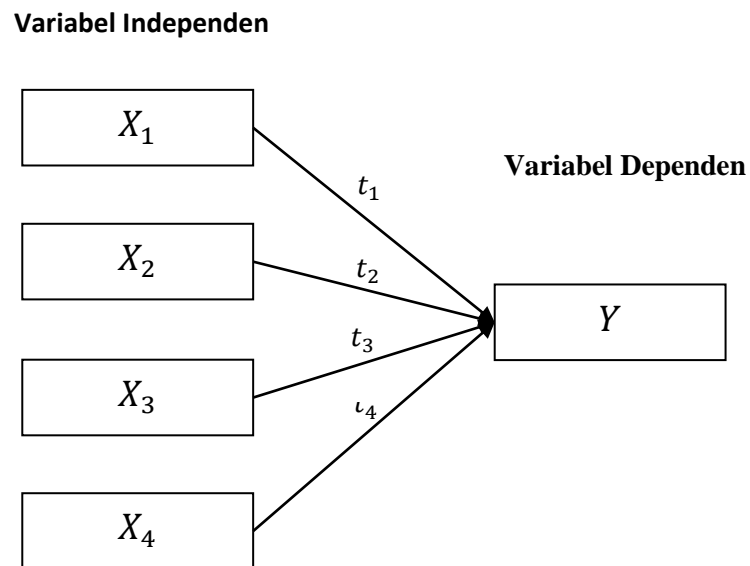 Variabel Independen
X₁
Variabel Dependen
t₁
X₂
t₂
Y
t₃
X₃
X₄